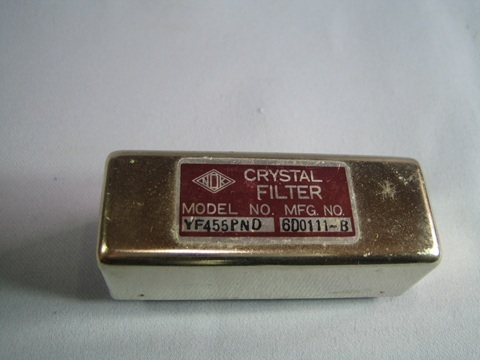 NDK CRYSTAL
FILTER
MODEL NO. MFG. NO.
YF455PND 6D0111~B